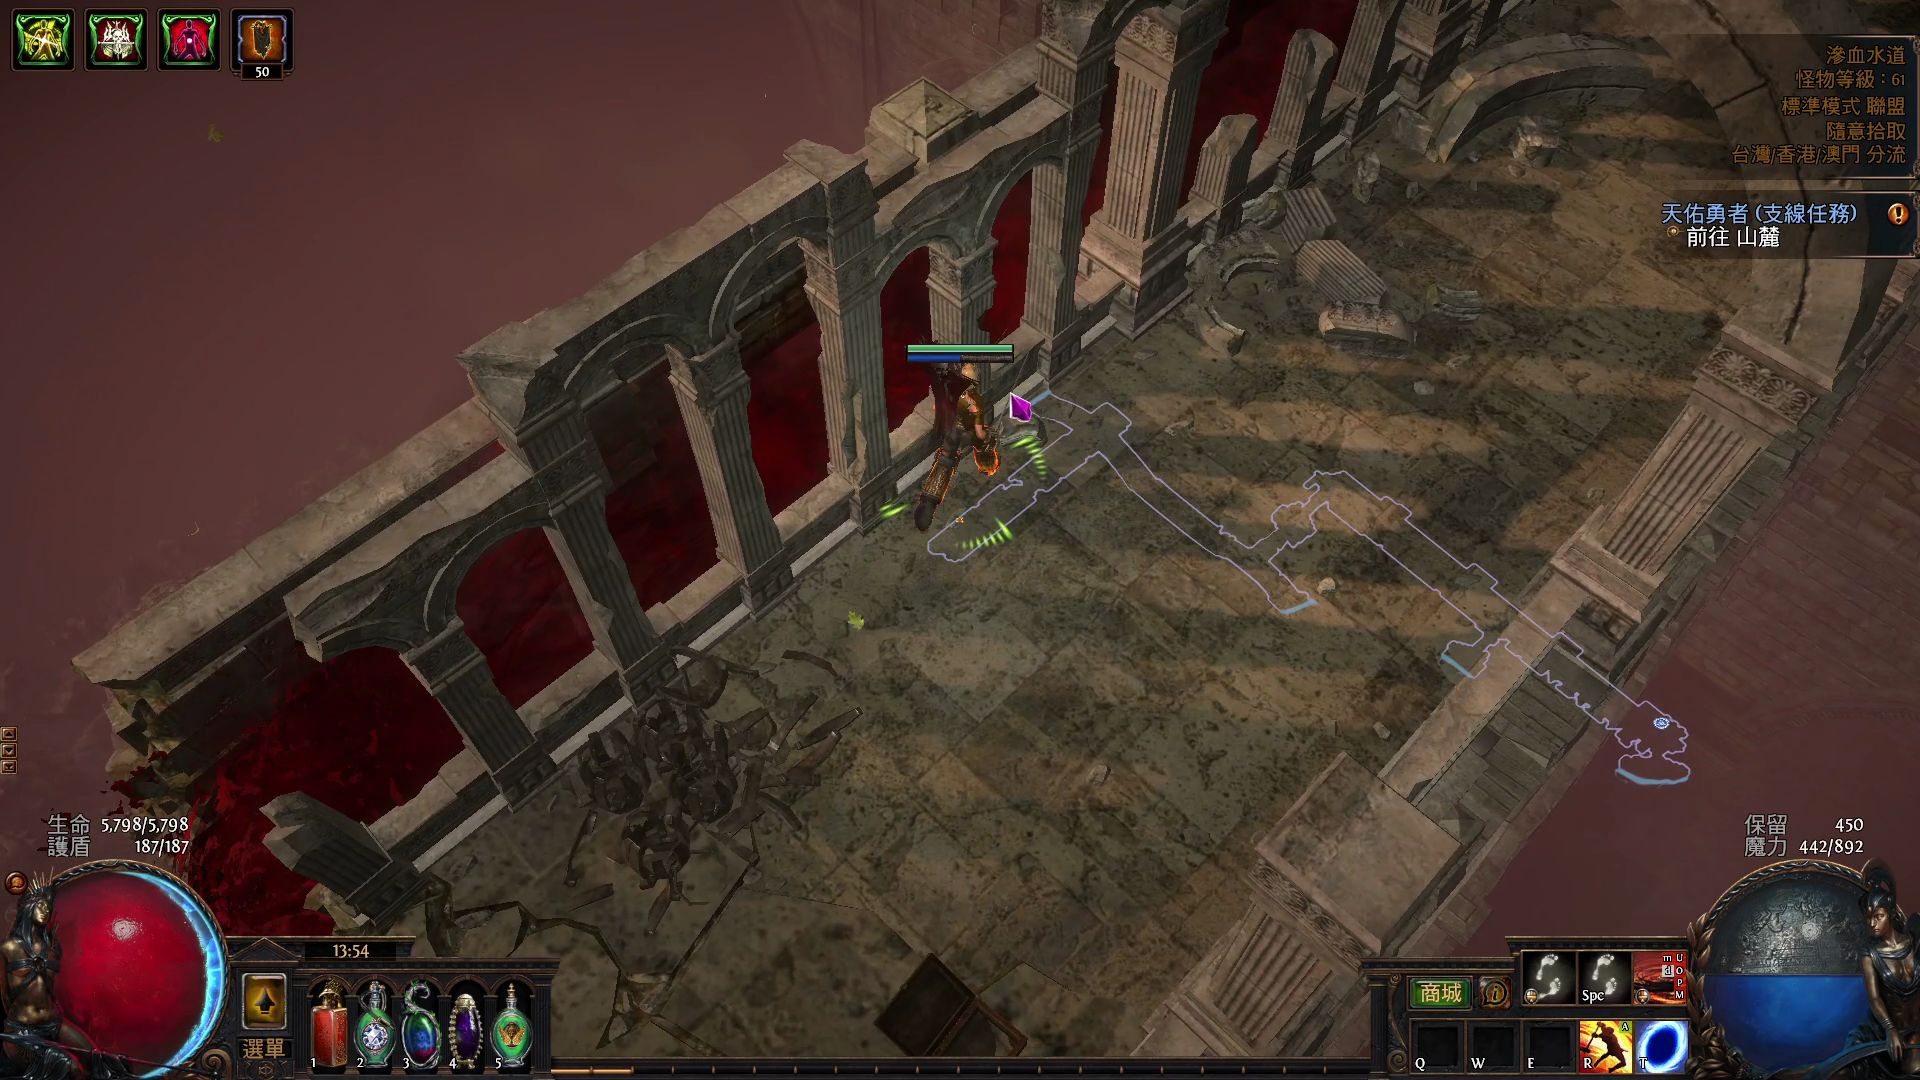 50
滲血水道
怪物等級：61
標準模式 聯盟
隨意拾取
台灣/香港/澳門 分流
天佑勇者 (支線任務)
前往 山麓
生命 5,798/5,798
護盾 187/187
保留 450
魔力 442/892
13:54
選單
1 2 3 4 5
商城
Spc
m U
d O
P
M
Q W E R A T